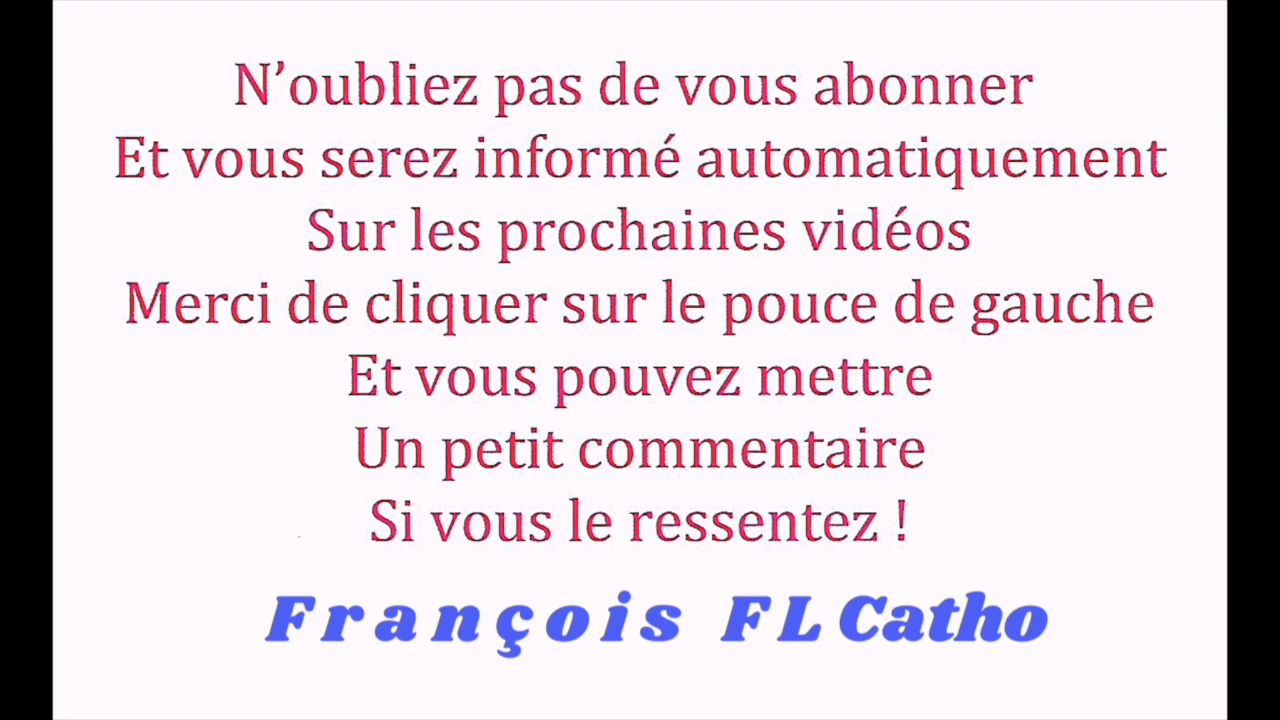 N’oubliez pas de vous abonner
Et vous serez informé automatiquement
Sur les prochaines vidéos
Merci de cliquer sur le pouce de gauche
Et vous pouvez mettre
Un petit commentaire
Si vous le ressentez !
François FLCatho